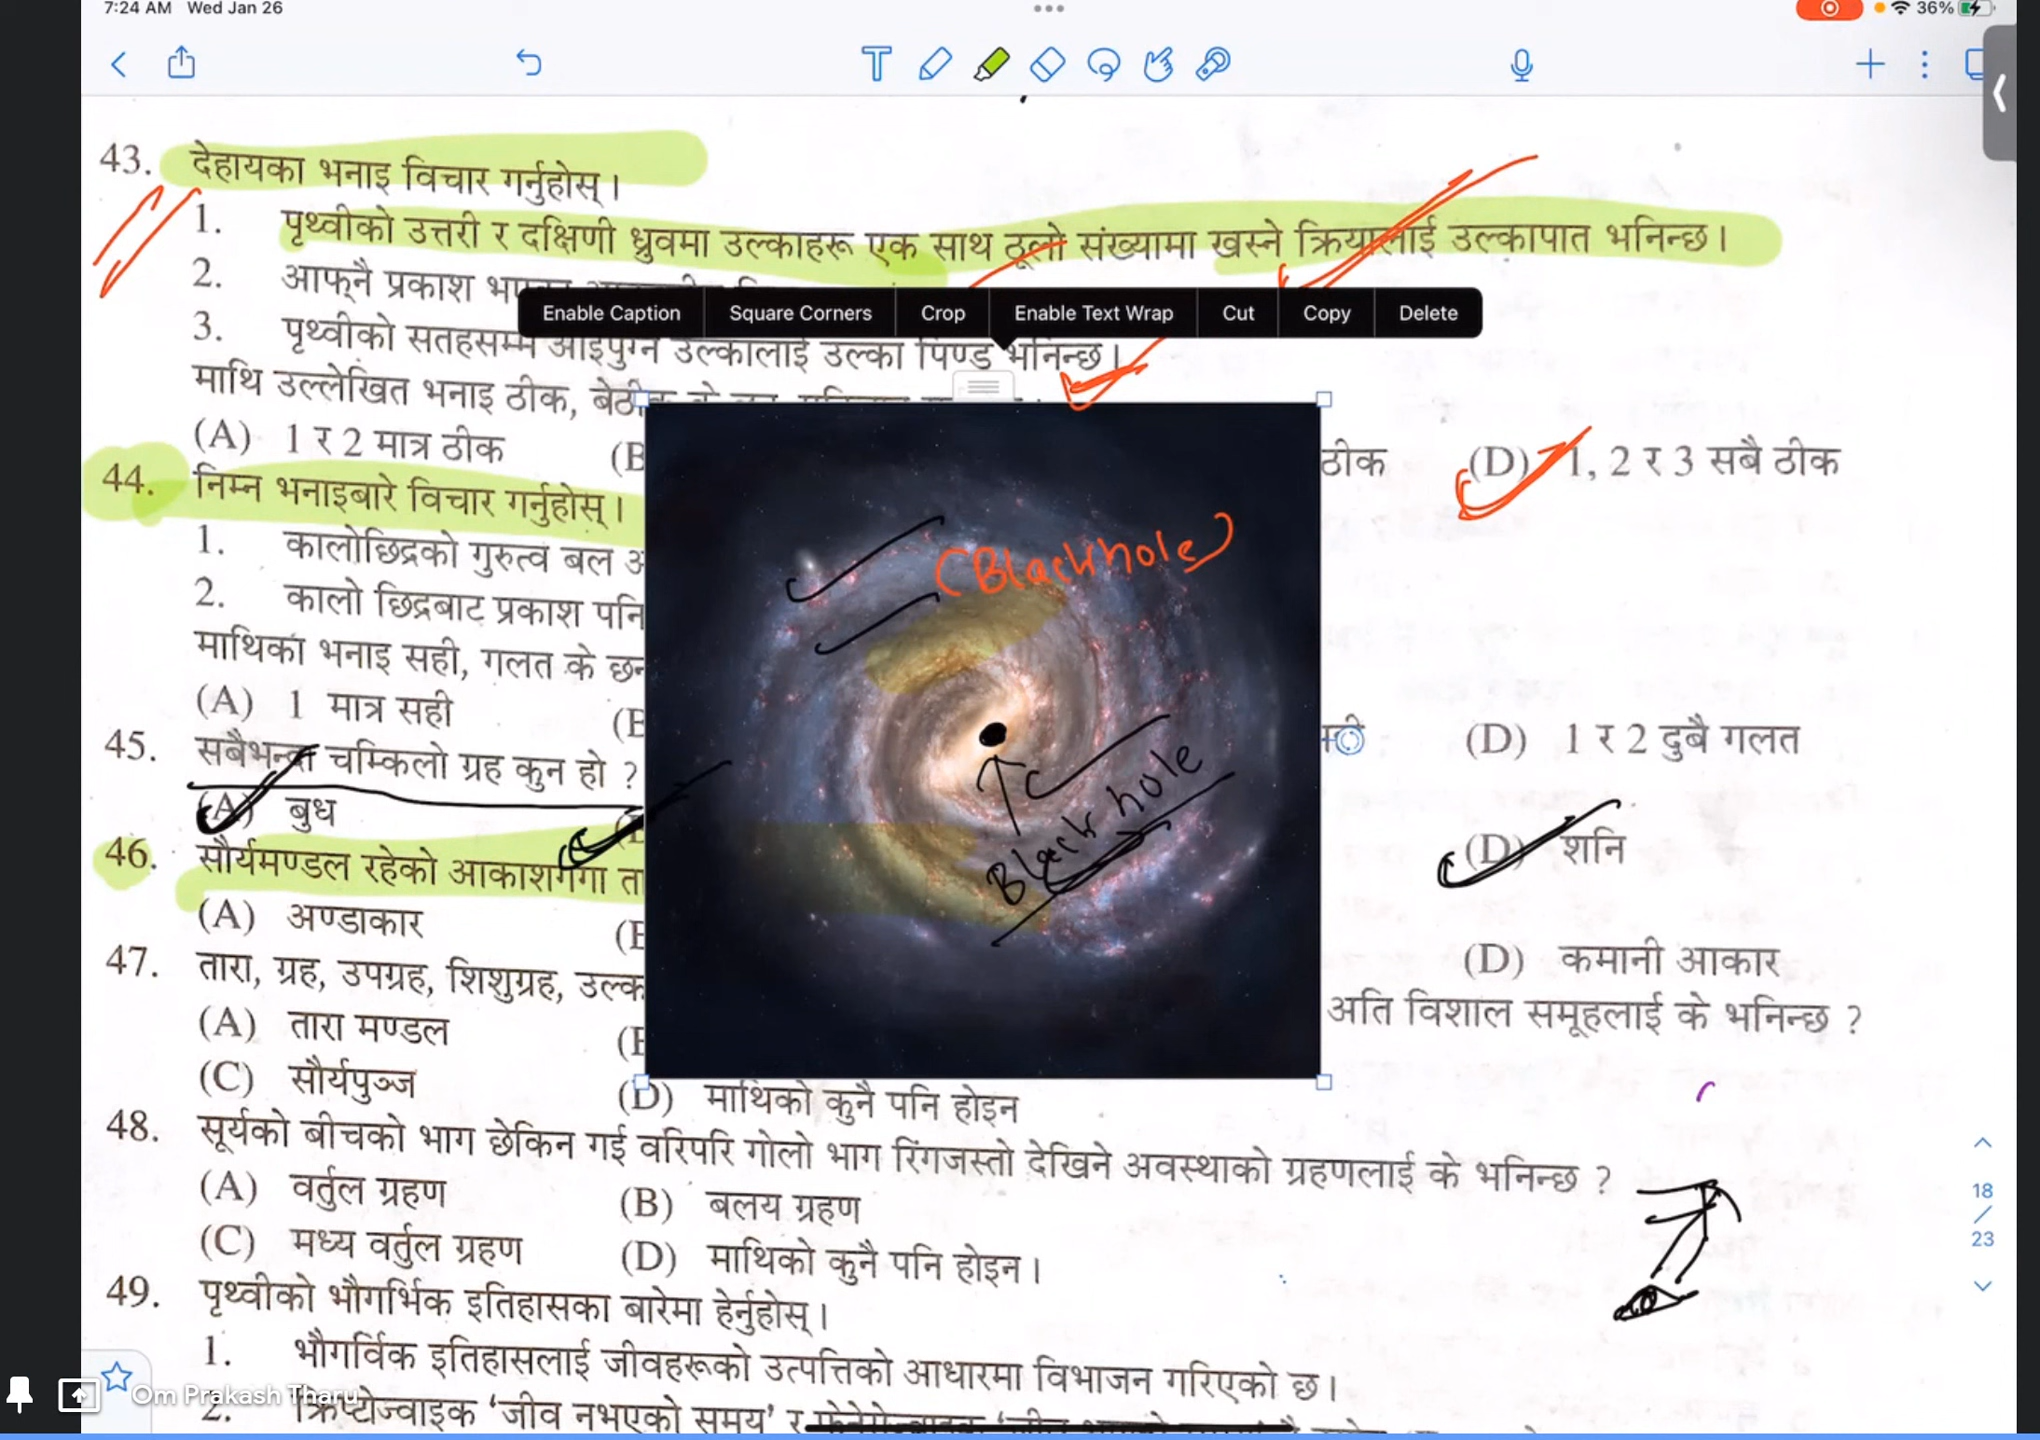 7:24 AM Wed Jan 26
36%
43. देहायका भनाइ विचार गर्नुहोस् ।
1. पृथ्वीको उत्तरी र दक्षिणी ध्रुवमा उल्काहरू एक साथ ठूलो संख्यामा खस्ने क्रियालाई उल्कापात भनिन्छ ।
2. आफ्नै प्रकाश
Enable Caption Square Corners Crop Enable Text Wrap Cut Copy Delete
3. पृथ्वीको सतहसम्म आइपुग्ने उल्कालाई उल्का पिण्ड भनिन्छ ।
माथि उल्लेखित भनाइ ठीक,
(A) 1 र 2 मात्र ठीक ठीक (D) 1, 2 र 3 सबै ठीक
44. निम्न भनाइबारे विचार गर्नुहोस् ।
1. कालोछिद्रको गुरुत्व बल
(Blackhole)
2. कालो छिद्रबाट प्रकाश पनि
माथिका भनाइ सही, गलत के
(A) 1 मात्र सही (D) 1 र 2 दुबै गलत
45. सबैभन्दा चम्किलो ग्रह कुन हो ?
Black hole
(A) बुध (D) शनि
46. सौर्यमण्डल रहेको आकाशगंगा
(A) अण्डाकार (D) कमानी आकार
47. तारा, ग्रह, उपग्रह, शिशुग्रह, अति विशाल समूहलाई के भनिन्छ ?
(A) तारा मण्डल
(C) सौर्यपुञ्ज (D) माथिको कुनै पनि होइन
48. सूर्यको बीचको भाग छेकिन गई वरिपरि गोलो भाग रिंगजस्तो देखिने अवस्थाको ग्रहणलाई के भनिन्छ ?
(A) वर्तुल ग्रहण (B) बलय ग्रहण
(C) मध्य वर्तुल ग्रहण (D) माथिको कुनै पनि होइन ।
18
/
23
49. पृथ्वीको भौगर्भिक इतिहासका बारेमा हेर्नुहोस् ।
1. भौगर्विक इतिहासलाई जीवहरूको उत्पत्तिको आधारमा विभाजन गरिएको छ ।
Om Prakash Tharu
2. क्रिप्टोज्वाइक 'जीव नभएको समय' र